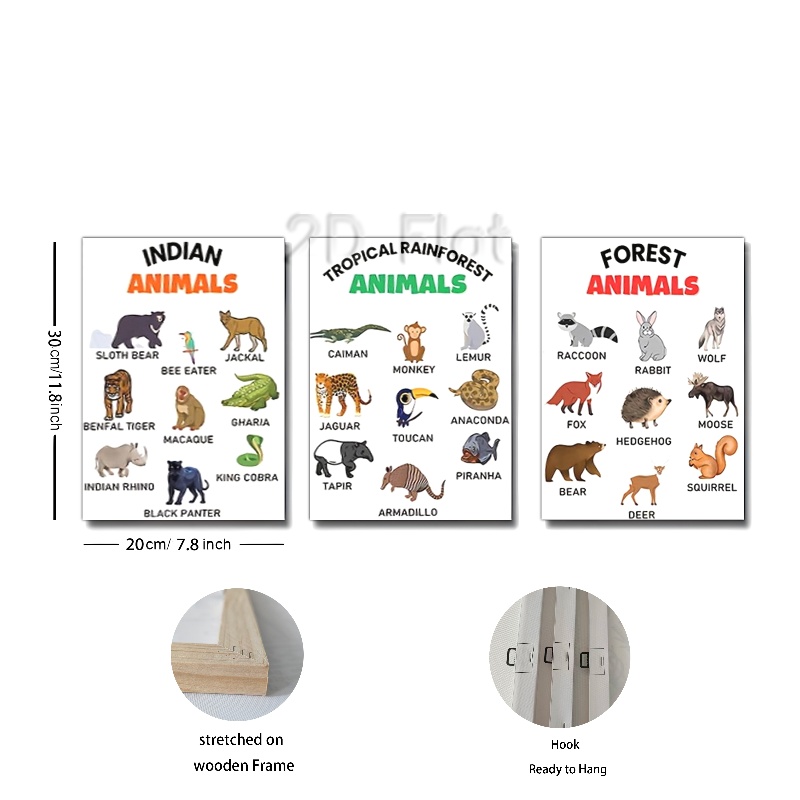 2D Flat
INDIAN
ANIMALS
SLOTH BEAR
BEE EATER
JACKAL
BENFAL TIGER
MACAQUE
GHARIA
INDIAN RHINO
BLACK PANTER
KING COBRA
TROPICAL RAINFOREST
ANIMALS
CAIMAN
MONKEY
LEMUR
JAGUAR
TOUCAN
ANACONDA
TAPIR
ARMADILLO
PIRANHA
FOREST
ANIMALS
RACCOON
RABBIT
WOLF
FOX
HEDGEHOG
MOOSE
BEAR
DEER
SQUIRREL
30cm/11.8inch
20cm/ 7.8 inch
stretched on
wooden Frame
Hook
Ready to Hang